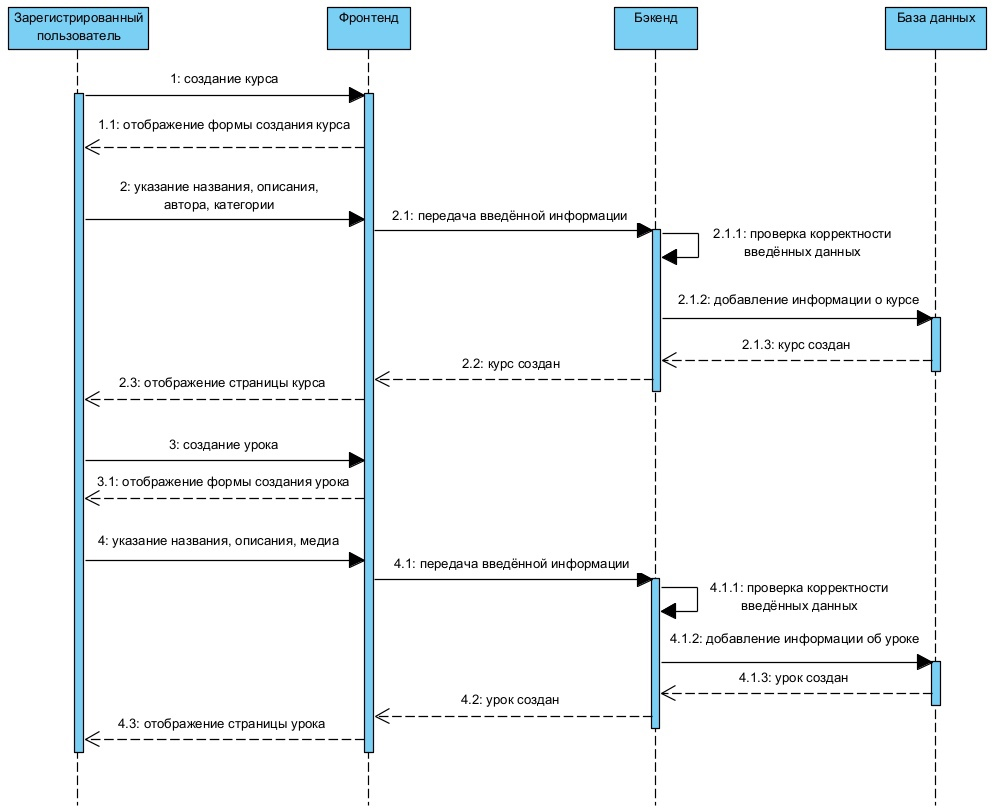 Зарегистрированный
пользователь
Фронтенд
Бэкенд
База данных
1: создание курса
1.1: отображение формы создания курса
2: указание названия, описания,
автора, категории
2.1: передача введённой информации
2.1.1: проверка корректности
введённых данных
2.1.2: добавление информации о курсе
2.1.3: курс создан
2.2: курс создан
2.3: отображение страницы курса
3: создание урока
3.1: отображение формы создания урока
4: указание названия, описания, медиа
4.1: передача введённой информации
4.1.1: проверка корректности
введённых данных
4.1.2: добавление информации об уроке
4.1.3: урок создан
4.2: урок создан
4.3: отображение страницы урока